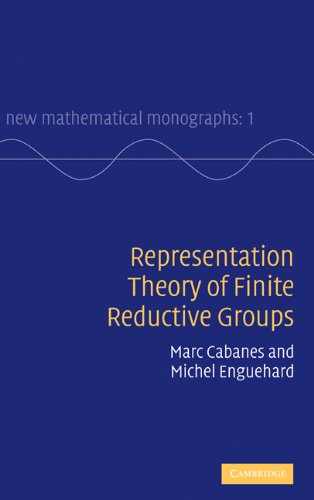 new mathematical monographs: 1
Representation
Theory of Finite
Reductive Groups
Marc Cabanes and
Michel Enguehard
CAMBRIDGE